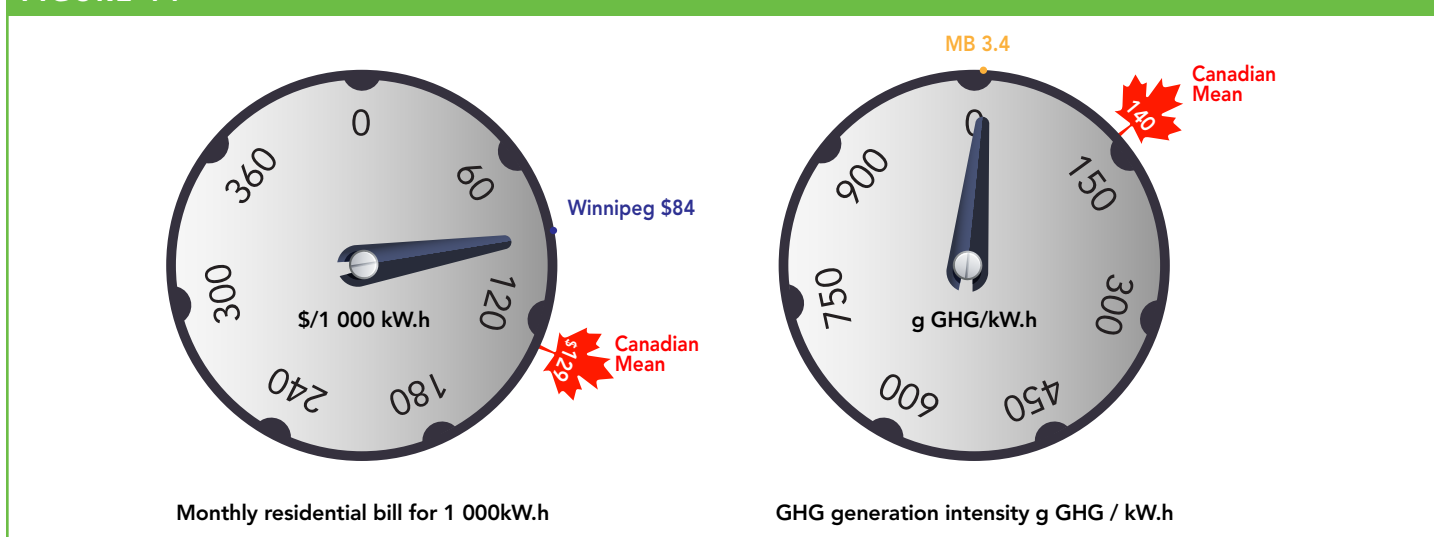 MB 3.4
Canadian
Mean
140
0
60
120
180
240
300
360
Winnipeg $84
$/1 000 kW.h
Canadian
Mean
$129
0
150
300
450
600
750
900
g GHG/kW.h
Monthly residential bill for 1 000kW.h
GHG generation intensity g GHG / kW.h